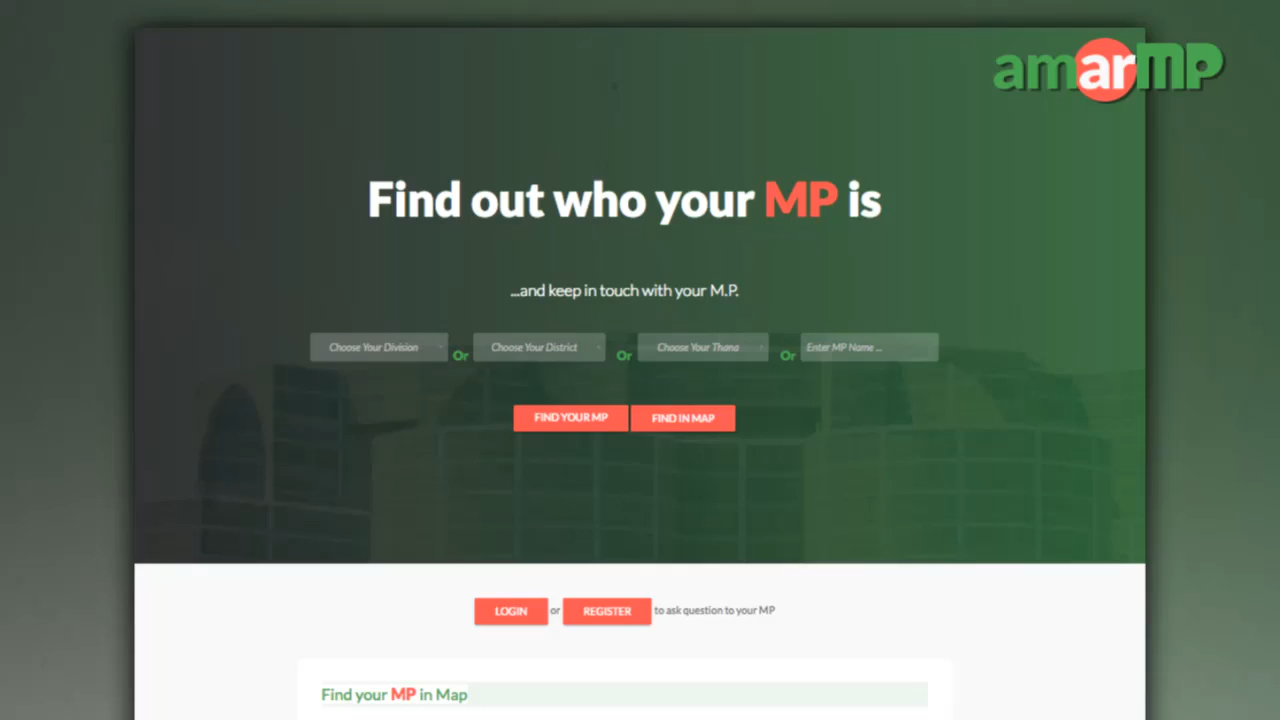 amarMP
Find out who your MP is
...and keep in touch with your M.P.
Choose Your Division Or Choose Your District Or Choose Your Thana Or Enter MP Name ...
FIND YOUR MP FIND IN MAP
LOGIN or REGISTER to ask question to your MP
Find your MP in Map